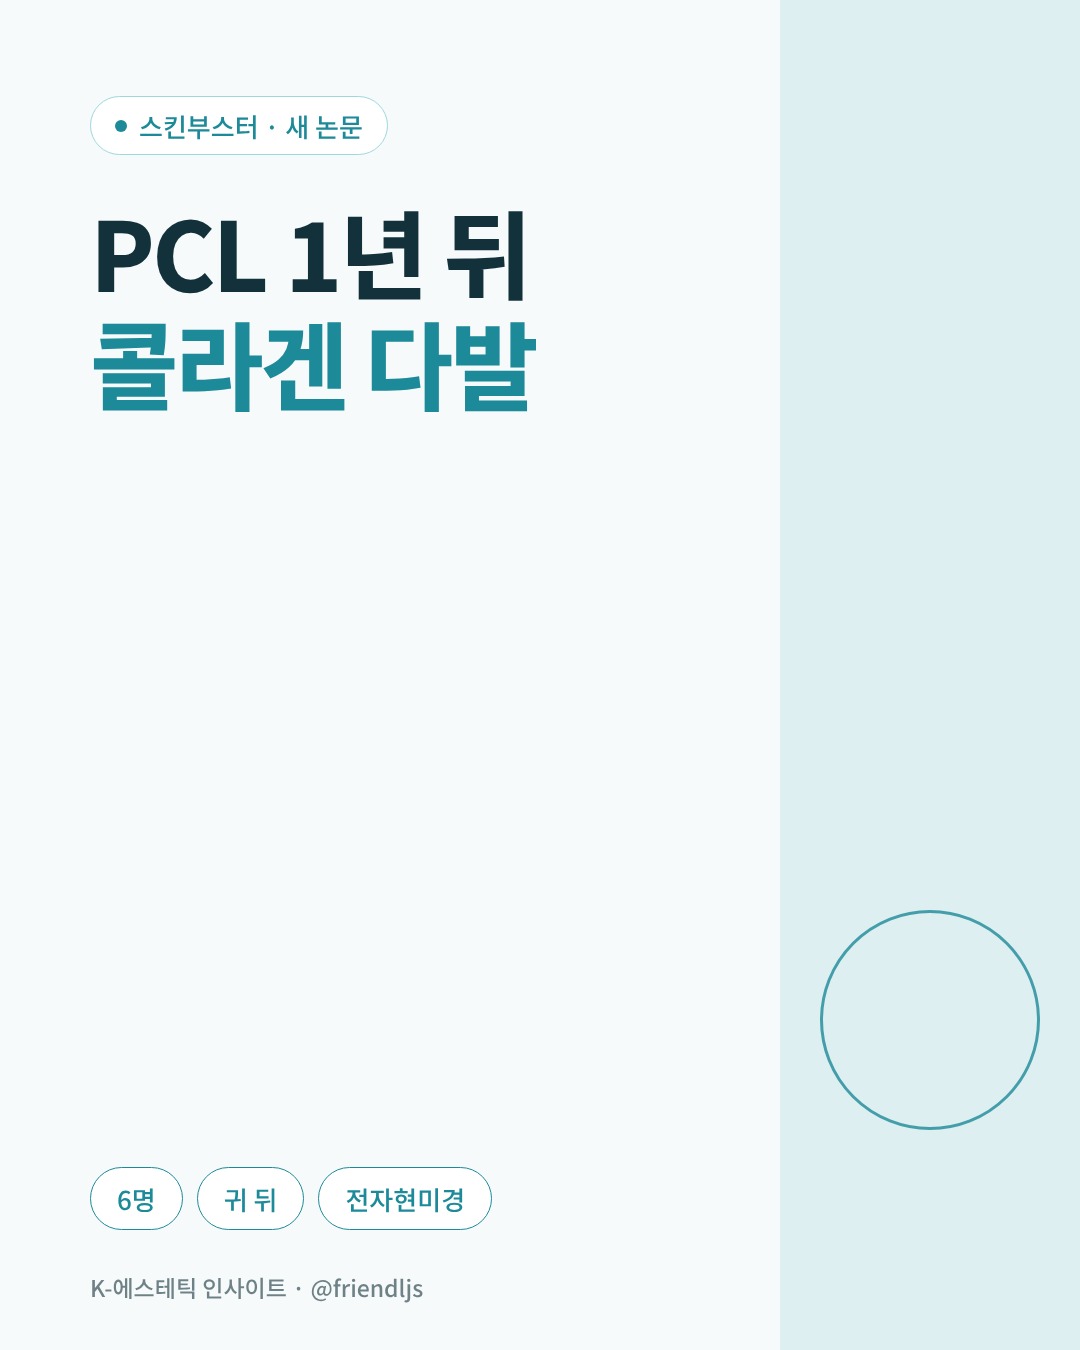 스킨부스터 · 새 논문
PCL 1년 뒤
콜라겐 다발
6명 귀 뒤 전자현미경
K-에스테틱 인사이트 · @friendljs